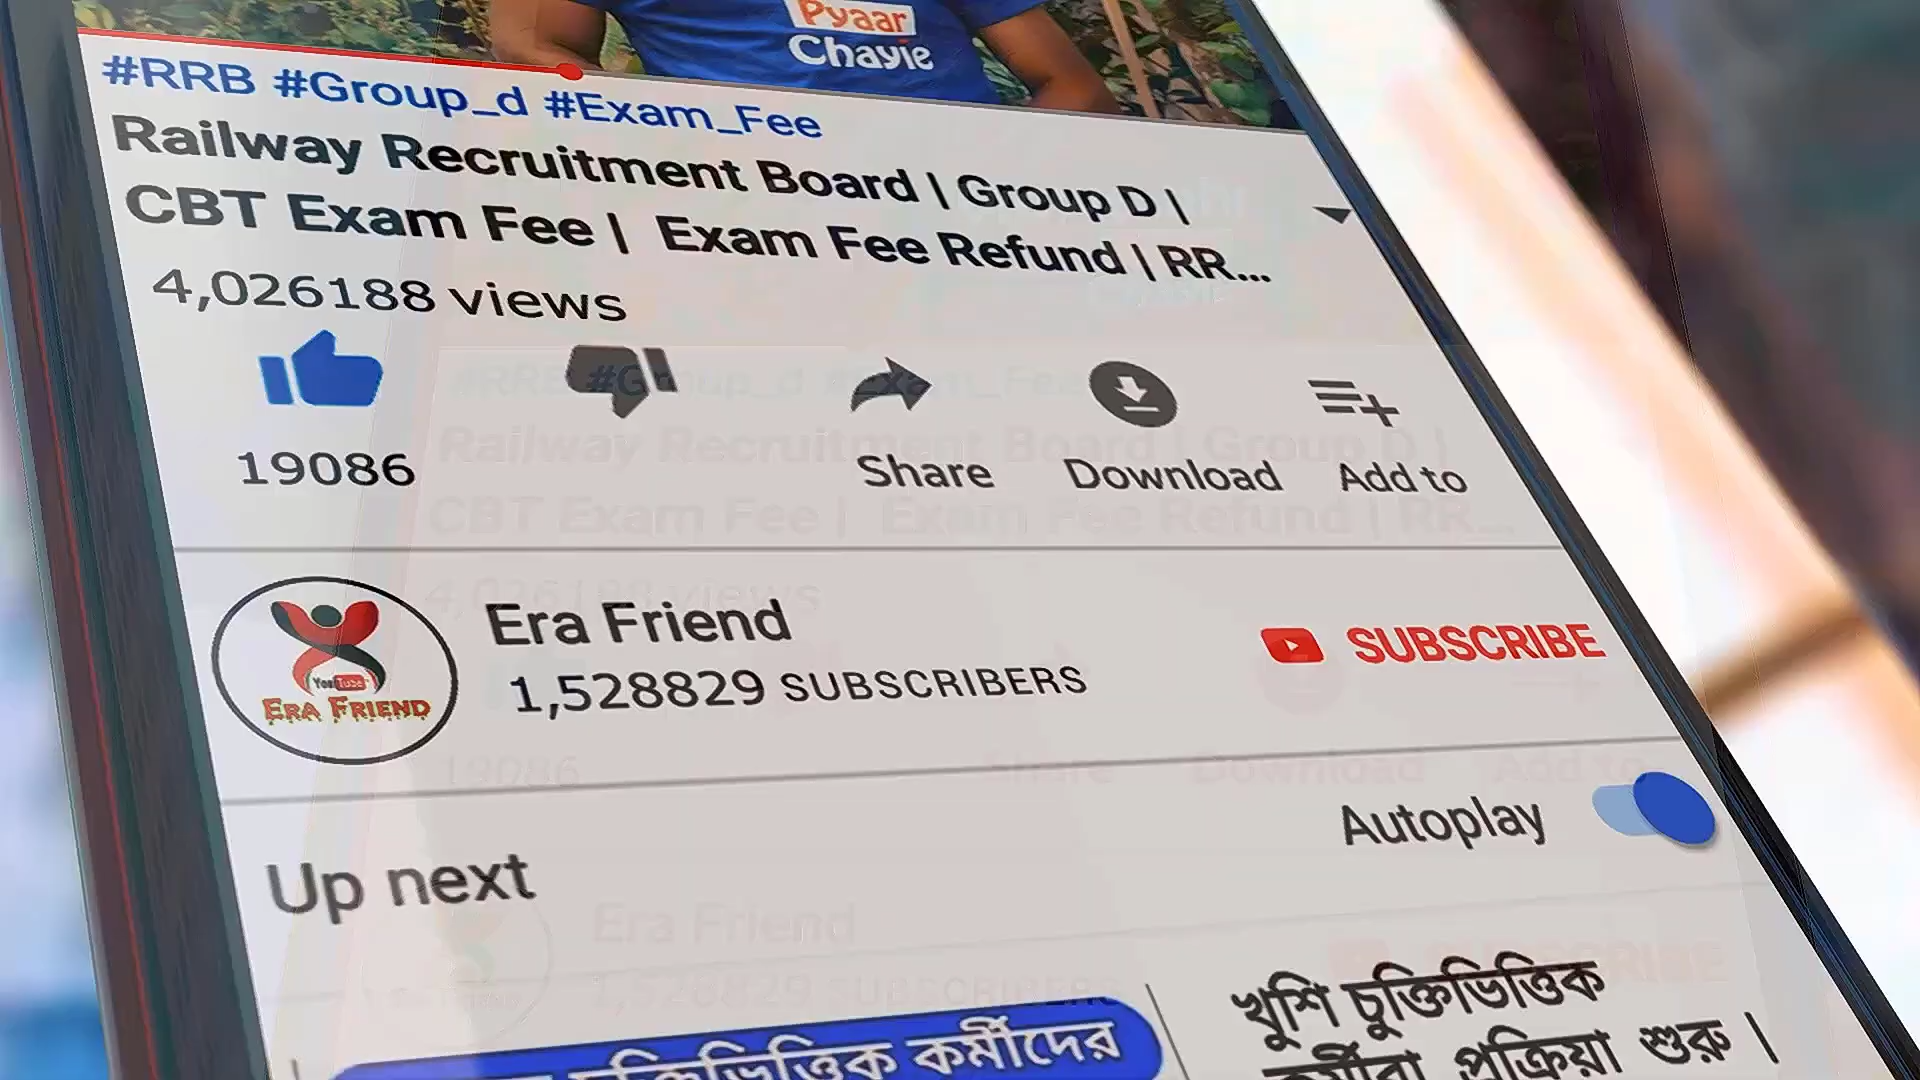 Pyaar
Chayie
#RRB #Group_d #Exam_Fee
Railway Recruitment Board | Group D |
CBT Exam Fee | Exam Fee Refund | RR...
4,026188 views
19086
Share
Download
Add to
YouTube
ERA FRIEND
Era Friend
1,528829 SUBSCRIBERS
SUBSCRIBE
Autoplay
Up next
চুক্তিভিত্তিক কর্মীদের
খুশি চুক্তিভিত্তিক
কর্মীরা প্রক্রিয়া শুরু।